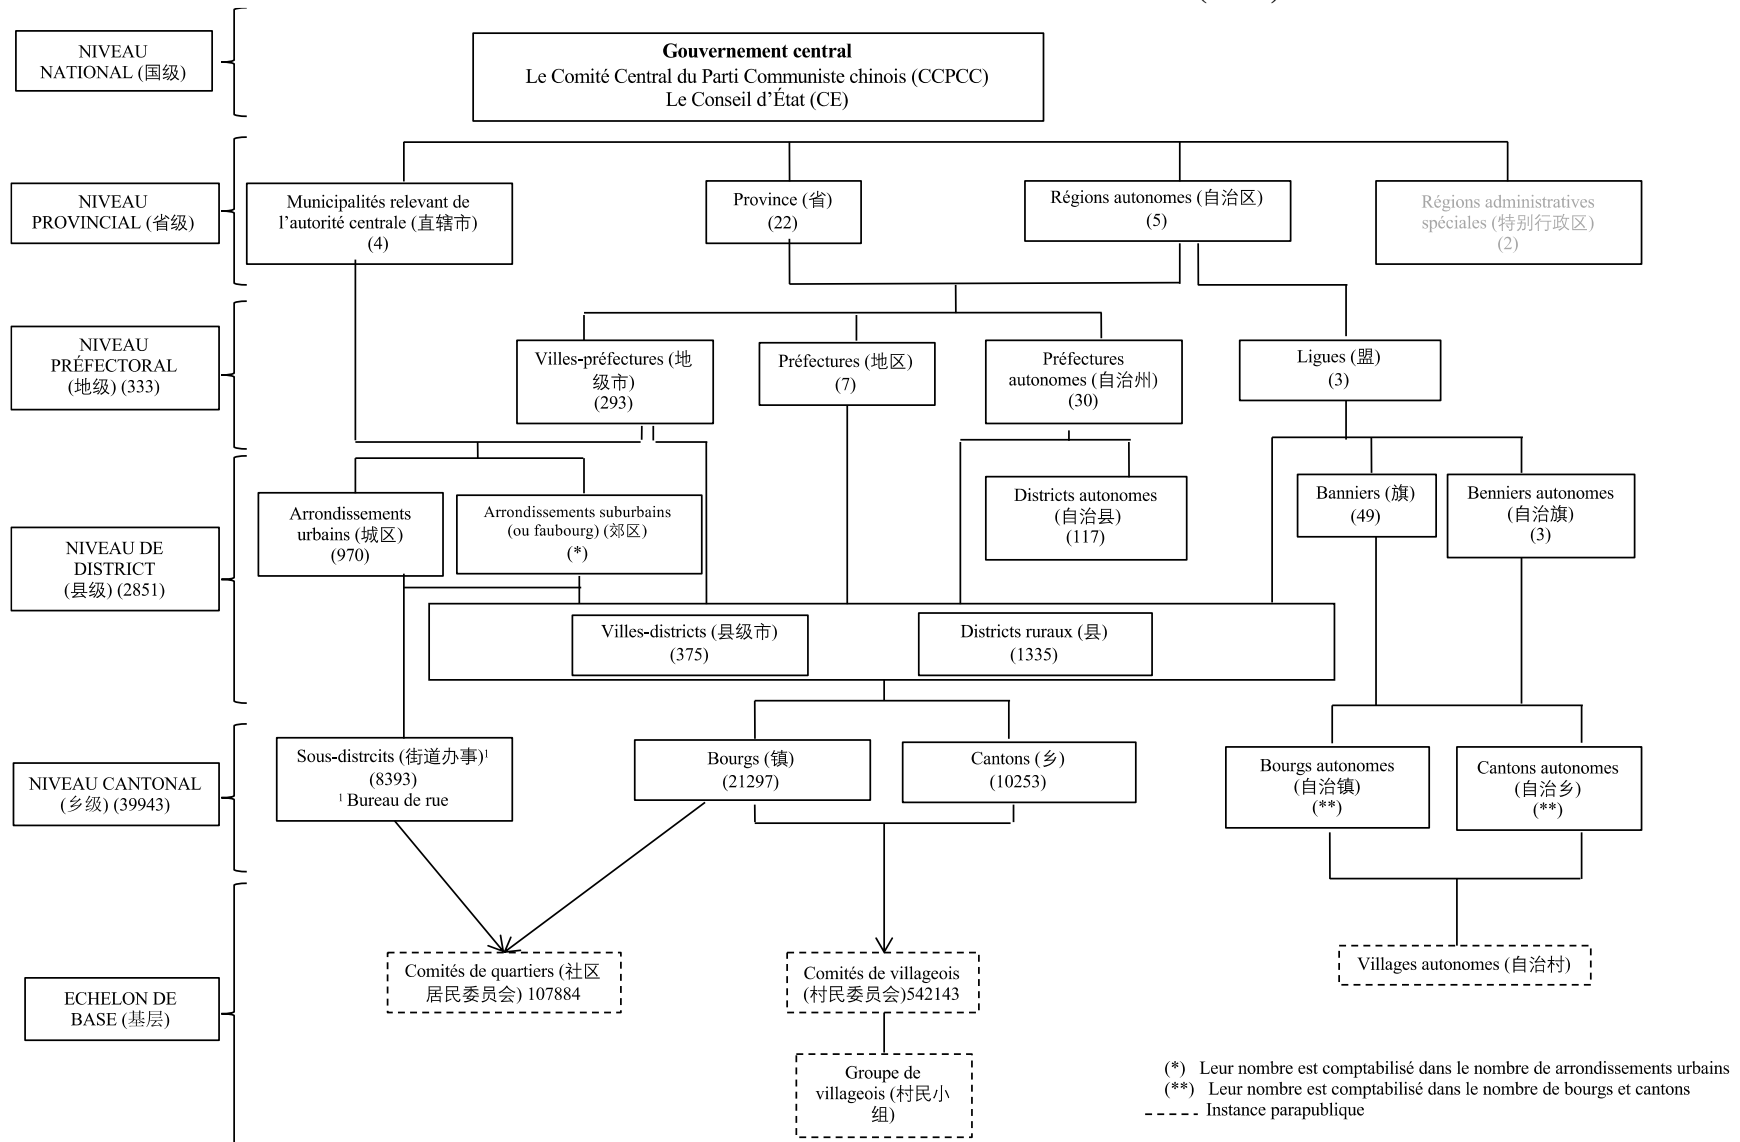 NIVEAU
NATIONAL (国级)
Gouvernement central
Le Comité Central du Parti Communiste chinois (CCPCC)
Le Conseil d’État (CE)
NIVEAU
PROVINCIAL (省级)
Municipalités relevant de
l’autorité centrale (直辖市)
(4)
Province (省)
(22)
Régions autonomes (自治区)
(5)
Régions administratives
spéciales (特别行政区)
(2)
NIVEAU
PRÉFECTORAL
(地级) (333)
Villes-préfectures (地
级市)
(293)
Préfectures (地区)
(7)
Préfectures
autonomes (自治州)
(30)
Ligues (盟)
(3)
NIVEAU DE
DISTRICT
(县级) (2851)
Arrondissements
urbains (城区)
(970)
Arrondissements suburbains
(ou faubourg) (郊区)
(*)
Districts autonomes
(自治县)
(117)
Banniers (旗)
(49)
Benniers autonomes
(自治旗)
(3)
Villes-districts (县级市)
(375)
Districts ruraux (县)
(1335)
NIVEAU CANTONAL
(乡级) (39943)
Sous-distrcits (街道办事)¹
(8393)
¹ Bureau de rue
Bourgs (镇)
(21297)
Cantons (乡)
(10253)
Bourgs autonomes
(自治镇)
(**)
Cantons autonomes
(自治乡)
(**)
ECHELON DE
BASE (基层)
Comités de quartiers (社区
居民委员会) 107884
Comités de villageois
(村民委员会)542143
Villages autonomes (自治村)
Groupe de
villageois (村民小
组)
(*) Leur nombre est comptabilisé dans le nombre de arrondissements urbains
(**) Leur nombre est comptabilisé dans le nombre de bourgs et cantons
Instance parapublique